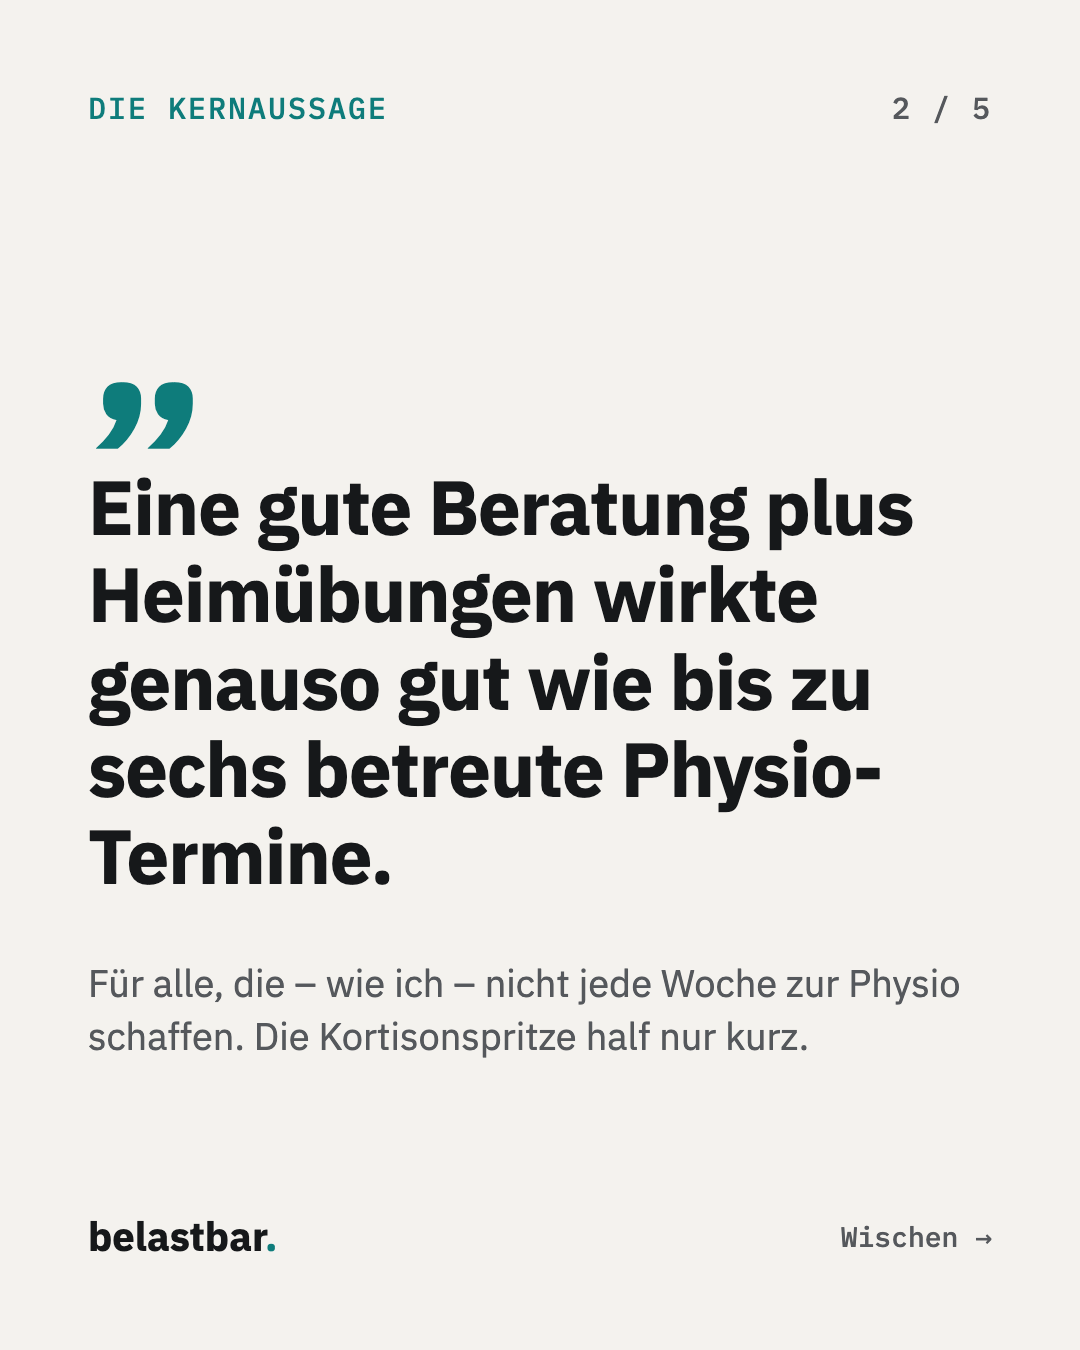 DIE KERNAUSSAGE
2 / 5
”
Eine gute Beratung plus
Heimübungen wirkte
genauso gut wie bis zu
sechs betreute Physio-
Termine.
Für alle, die – wie ich – nicht jede Woche zur Physio
schaffen. Die Kortisonspritze half nur kurz.
belastbar.
Wischen →